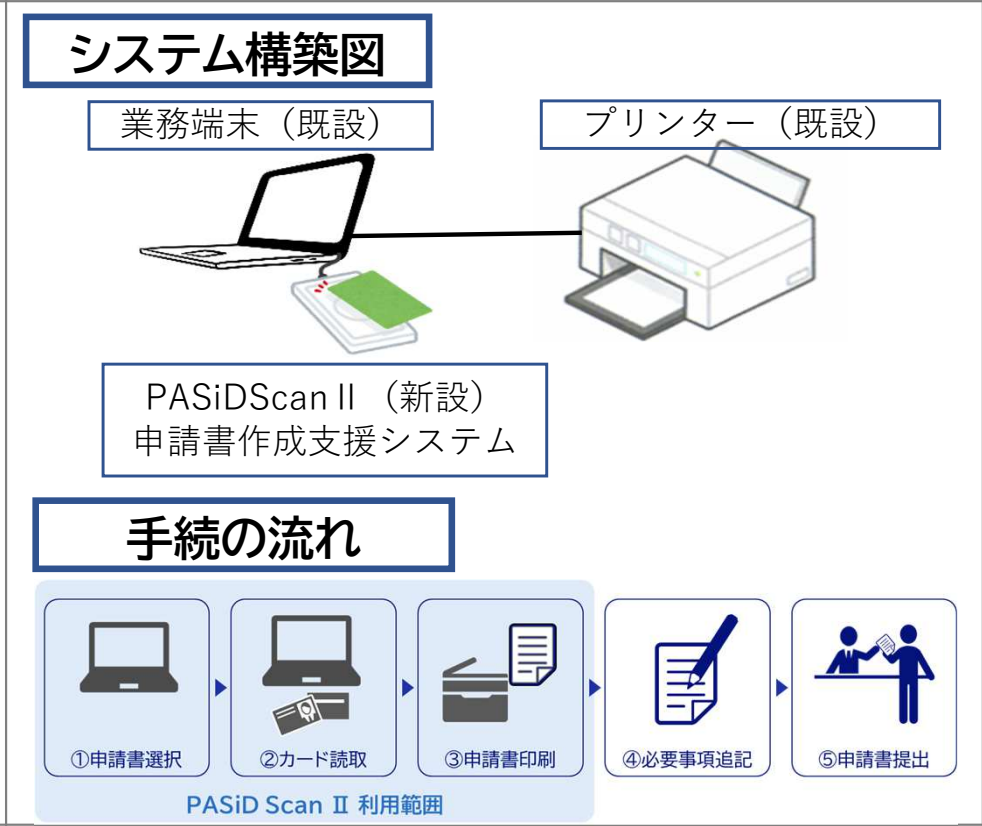 システム構築図
業務端末（既設）
プリンター（既設）
PASiDScanⅡ（新設）
申請書作成支援システム
手続の流れ
①申請書選択
②カード読取
③申請書印刷
④必要事項追記
⑤申請書提出
PASiD Scan Ⅱ 利用範囲